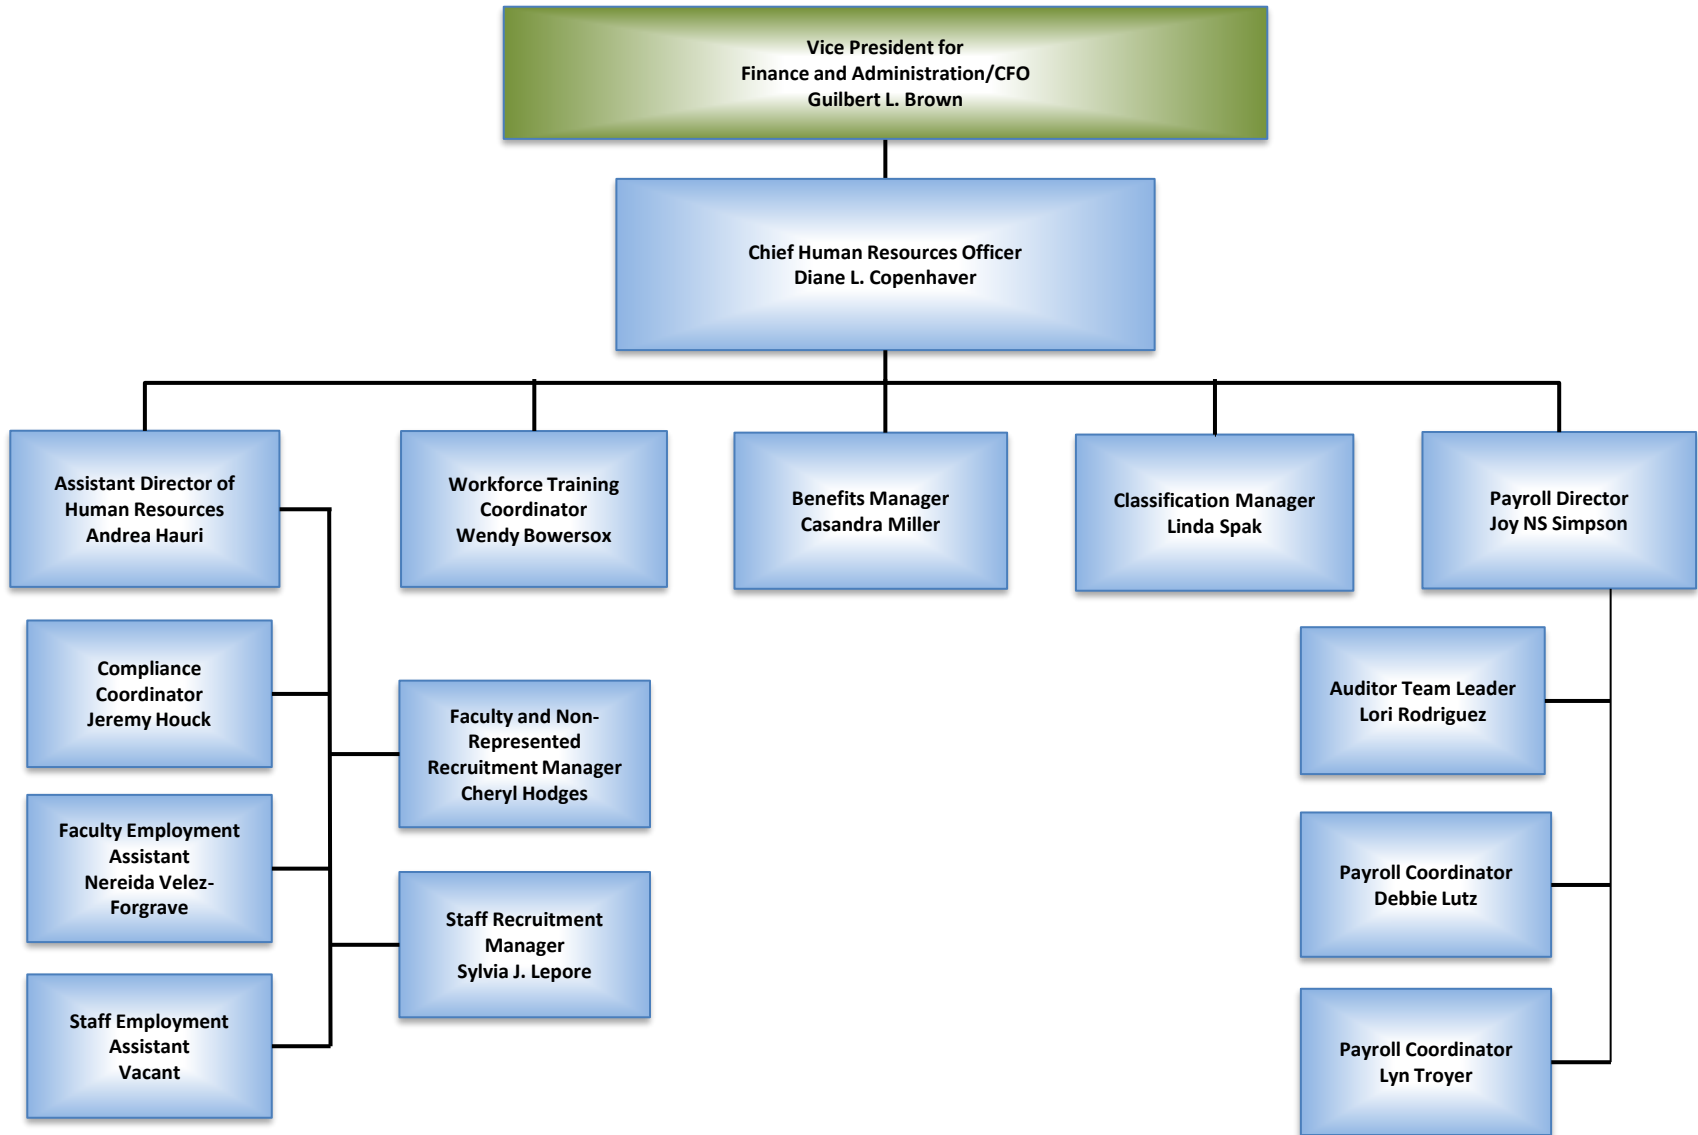 Vice President for
Finance and Administration/CFO
Guilbert L. Brown
Chief Human Resources Officer
Diane L. Copenhaver
Assistant Director of
Human Resources
Andrea Hauri
Workforce Training
Coordinator
Wendy Bowersox
Benefits Manager
Casandra Miller
Classification Manager
Linda Spak
Payroll Director
Joy NS Simpson
Compliance
Coordinator
Jeremy Houck
Faculty and Non-
Represented
Recruitment Manager
Cheryl Hodges
Auditor Team Leader
Lori Rodriguez
Faculty Employment
Assistant
Nereida Velez-
Forgrave
Staff Recruitment
Manager
Sylvia J. Lepore
Payroll Coordinator
Debbie Lutz
Staff Employment
Assistant
Vacant
Payroll Coordinator
Lyn Troyer